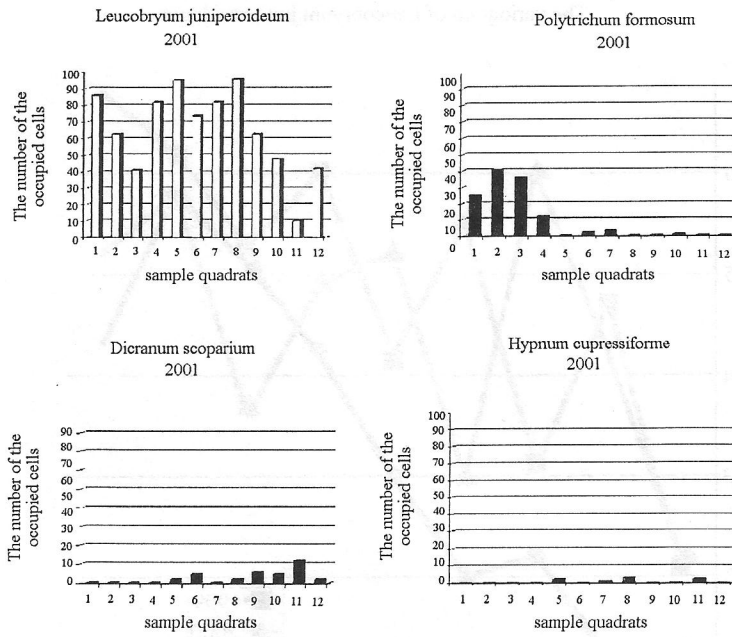 Leucobryum juniperoideum
2001
The number of the
occupied cells
100
90
80
70
60
50
40
30
20
10
0
1 2 3 4 5 6 7 8 9 10 11 12
sample quadrats
Polytrichum formosum
2001
The number of the
occupied cells
100
90
80
70
60
50
40
30
20
10
0
1 2 3 4 5 6 7 8 9 10 11 12
sample quadrats
Dicranum scoparium
2001
The number of the
occupied cells
90
80
70
60
50
40
30
20
10
0
1 2 3 4 5 6 7 8 9 10 11 12
sample quadrats
Hypnum cupressiforme
2001
The number of the
occupied cells
100
90
80
70
60
50
40
30
20
10
0
1 2 3 4 5 6 7 8 9 10 11 12
sample quadrats